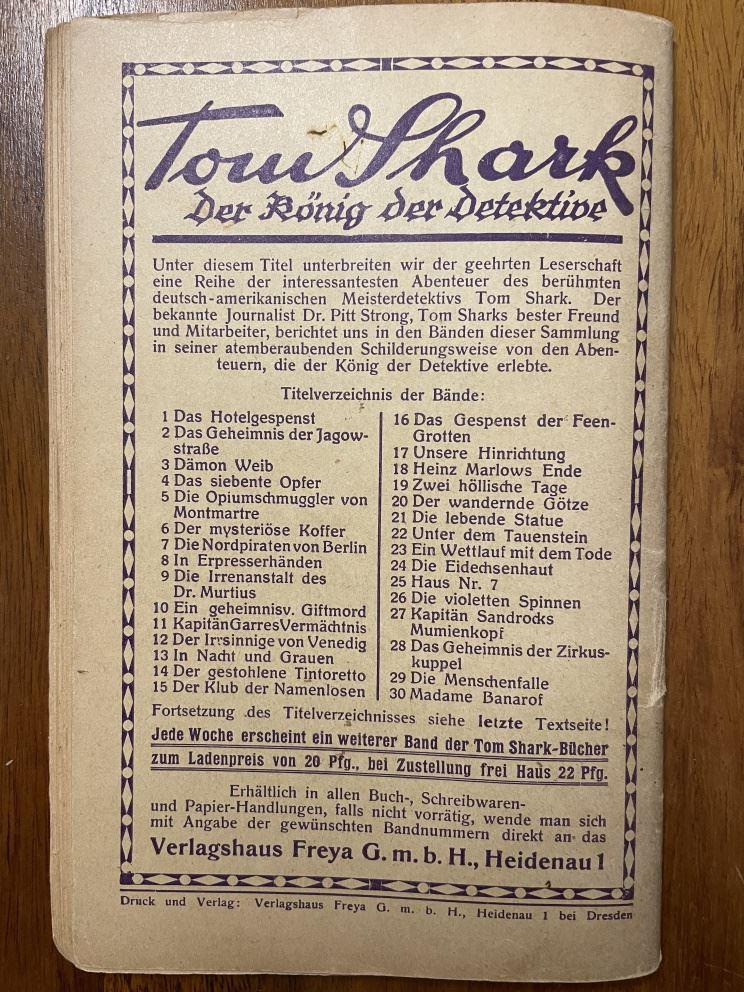 Tom Shark
Der König der Detektive
Unter diesem Titel unterbreiten wir der geehrten Leserschaft
eine Reihe der interessantesten Abenteuer des berühmten
deutsch-amerikanischen Meisterdetektivs Tom Shark. Der
bekannte Journalist Dr. Pitt Strong, Tom Sharks bester Freund
und Mitarbeiter, berichtet uns in den Bänden dieser Sammlung
in seiner atemberaubenden Schilderungsweise von den Aben-
teuern, die der König der Detektive erlebte.
Titelverzeichnis der Bände:
1 Das Hotelgespenst
2 Das Geheimnis der Jagow-
straße
3 Dämon Weib
4 Das siebente Opfer
5 Die Opiumschmuggler von
Montmartre
6 Der mysteriöse Koffer
7 Die Nordpiraten von Berlin
8 In Erpresserhänden
9 Die Irrenanstalt des
Dr. Murtius
10 Ein geheimnisv. Giftmord
11 Kapitän Garres Vermächtnis
12 Der Irrsinnige von Venedig
13 In Nacht und Grauen
14 Der gestohlene Tintoretto
15 Der Klub der Namenlosen
16 Das Gespenst der Feen-
Grotten
17 Unsere Hinrichtung
18 Heinz Marlows Ende
19 Zwei höllische Tage
20 Der wandernde Götze
21 Die lebende Statue
22 Unter dem Tauenstein
23 Ein Wettlauf mit dem Tode
24 Die Eidechsenhaut
25 Haus Nr. 7
26 Die violetten Spinnen
27 Kapitän Sandrocks
Mumienkopf
28 Das Geheimnis der Zirkus-
kuppel
29 Die Menschenfalle
30 Madame Banarof
Fortsetzung des Titelverzeichnisses siehe letzte Textseite!
Jede Woche erscheint ein weiterer Band der Tom Shark-Bücher
zum Ladenpreis von 20 Pfg., bei Zustellung frei Haus 22 Pfg.
Erhältlich in allen Buch-, Schreibwaren-
und Papier-Handlungen, falls nicht vorrätig, wende man sich
mit Angabe der gewünschten Bandnummern direkt an das
Verlagshaus Freya G. m. b. H., Heidenau 1
Druck und Verlag: Verlagshaus Freya G. m. b. H., Heidenau 1 bei Dresden